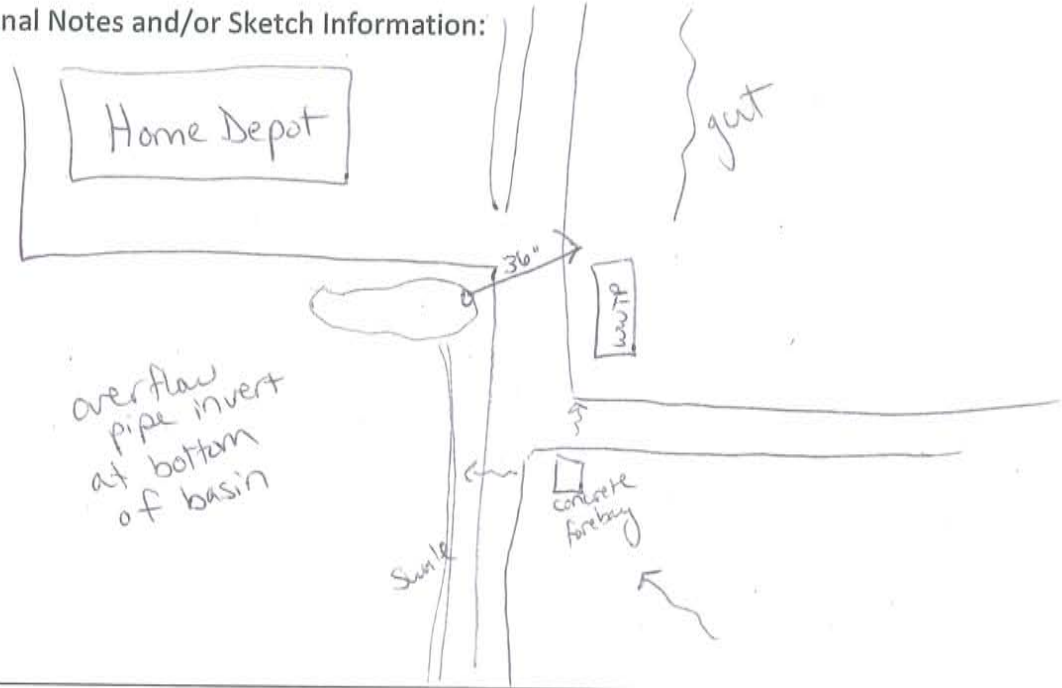 nal Notes and/or Sketch Information:
Home Depot
gut
36"
WWTP
overflow
pipe invert
at bottom
of basin
concrete
forebay
Swale